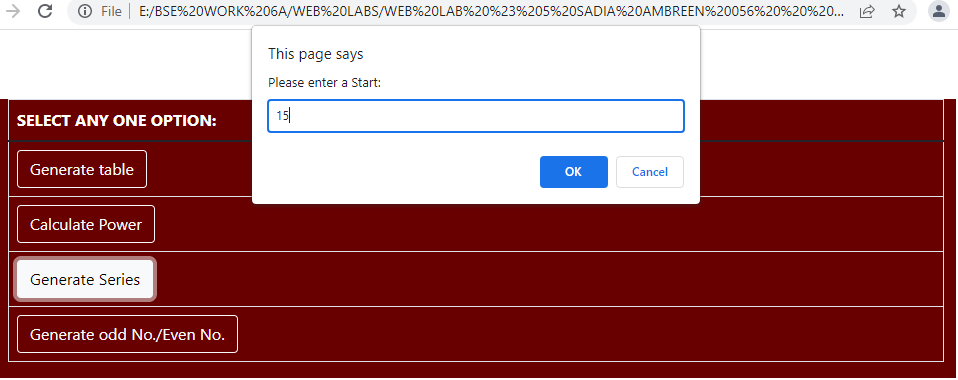 File E:/BSE%20WORK%206A/WEB%20LABS/WEB%20LAB%20%23%205%20SADIA%20AMBREEN%20056%20%20%20...
This page says
Please enter a Start:
15
OK Cancel
SELECT ANY ONE OPTION:
Generate table
Calculate Power
Generate Series
Generate odd No./Even No.